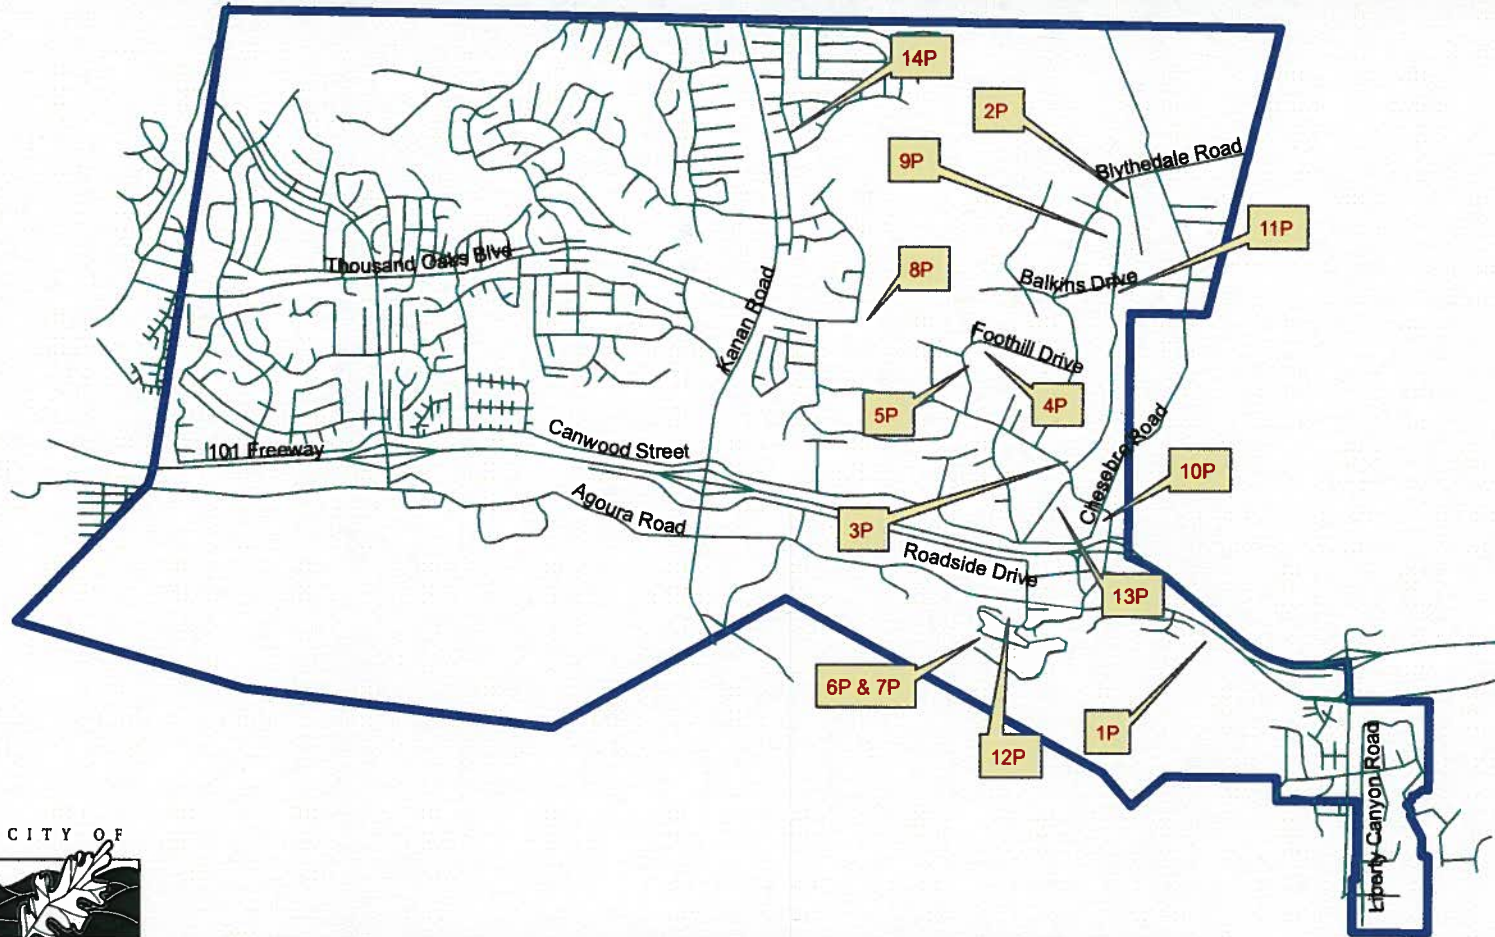 14P
2P
Blythedale Road
9P
11P
Thousand Oaks Blve
8P
Balkins Drive
Kanan Road
Foothill Drive
5P
4P
101 Freeway
Canwood Street
Chesebro Road
10P
Agoura Road
3P
Roadside Drive
13P
6P & 7P
1P
12P
Liberty Canyon Road
CITY OF